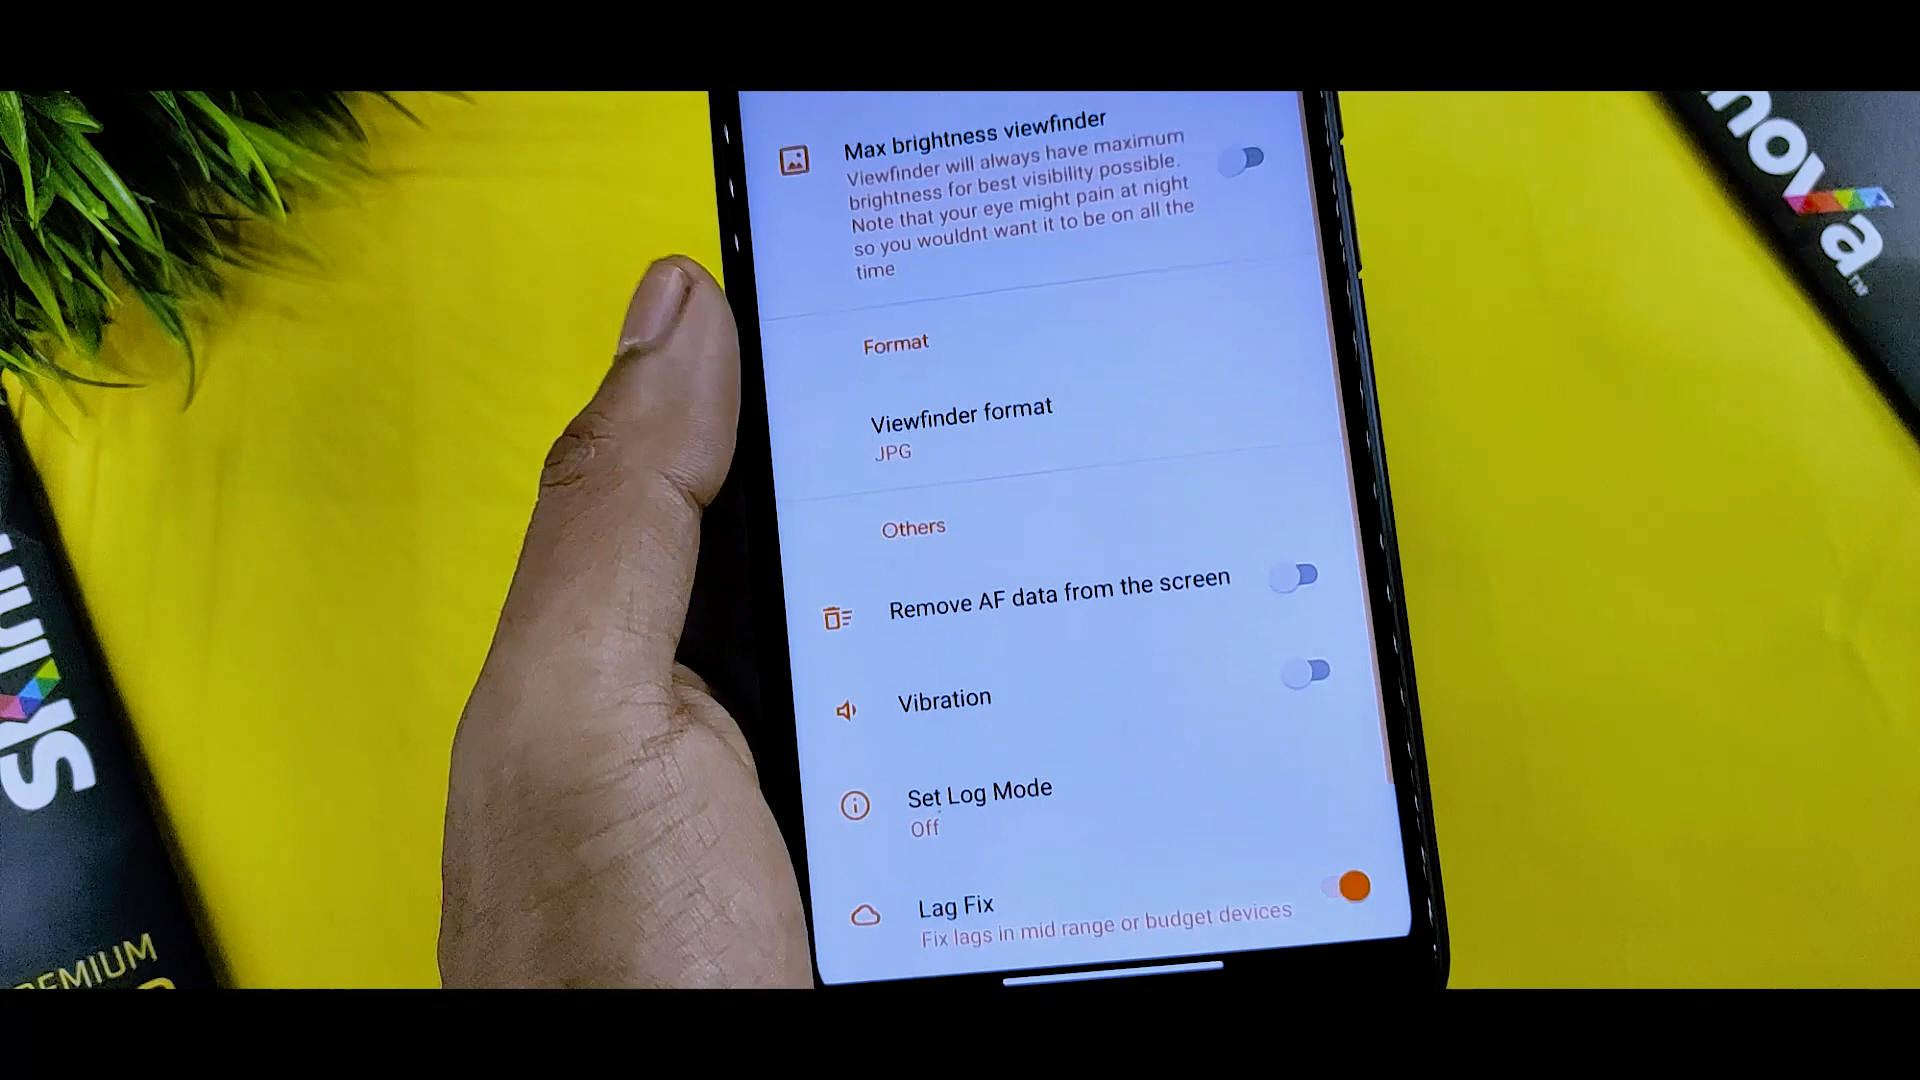 Max brightness viewfinder
Viewfinder will always have maximum
brightness for best visibility possible.
Note that your eye might pain at night
so you wouldnt want it to be on all the
time
Format
Viewfinder format
JPG
Others
Remove AF data from the screen
Vibration
Set Log Mode
Off
Lag Fix
Fix lags in mid range or budget devices
nova™
SKIN